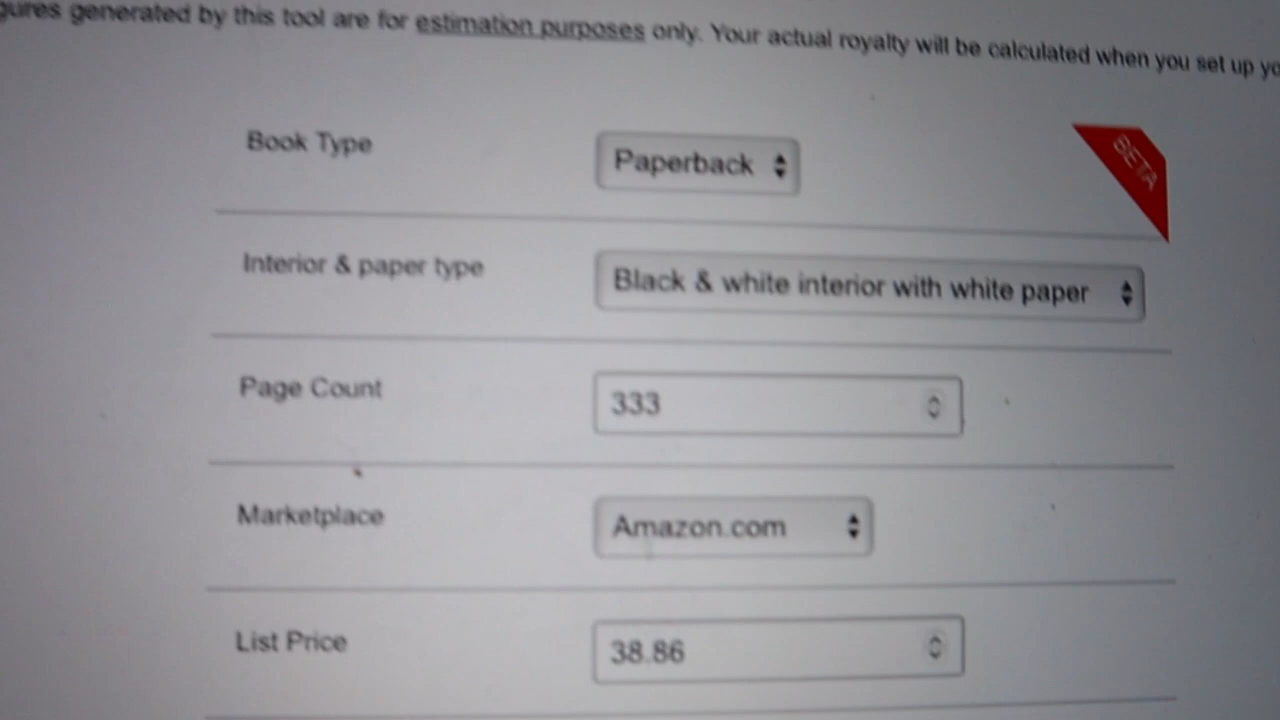 generated by this tool are for estimation purposes only. Your actual royalty will be calculated when you set up
BETA
Book Type Paperback
Interior & paper type Black & white interior with white paper
Page Count 333
Marketplace Amazon.com
List Price 38.86